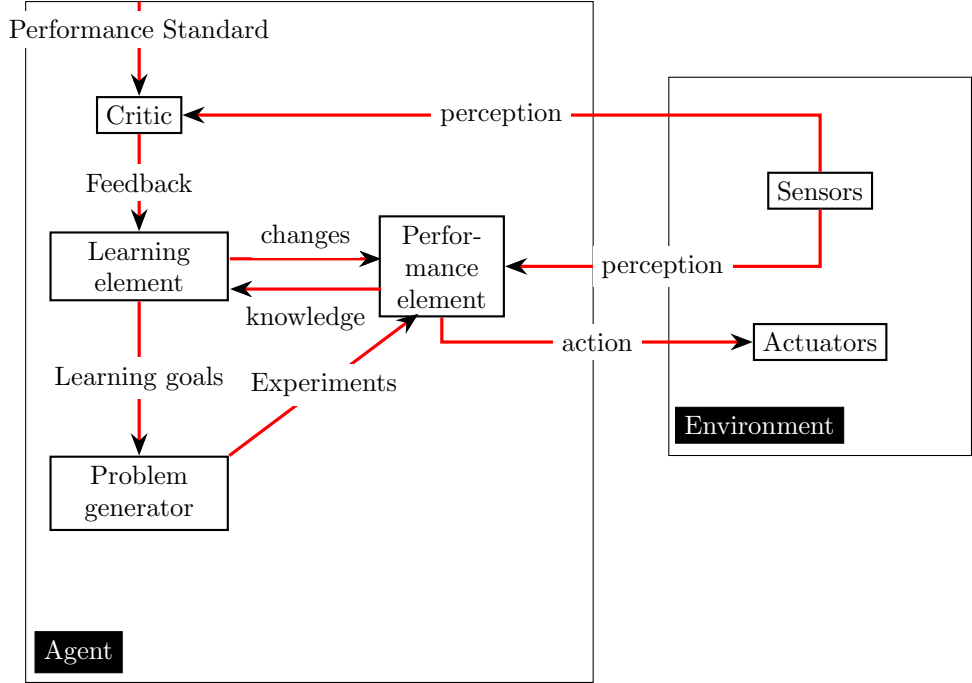 Performance Standard
Critic
perception
Feedback
Sensors
Learning
element
changes
Perfor-
mance
element
perception
knowledge
action
Actuators
Learning goals
Experiments
Environment
Problem
generator
Agent